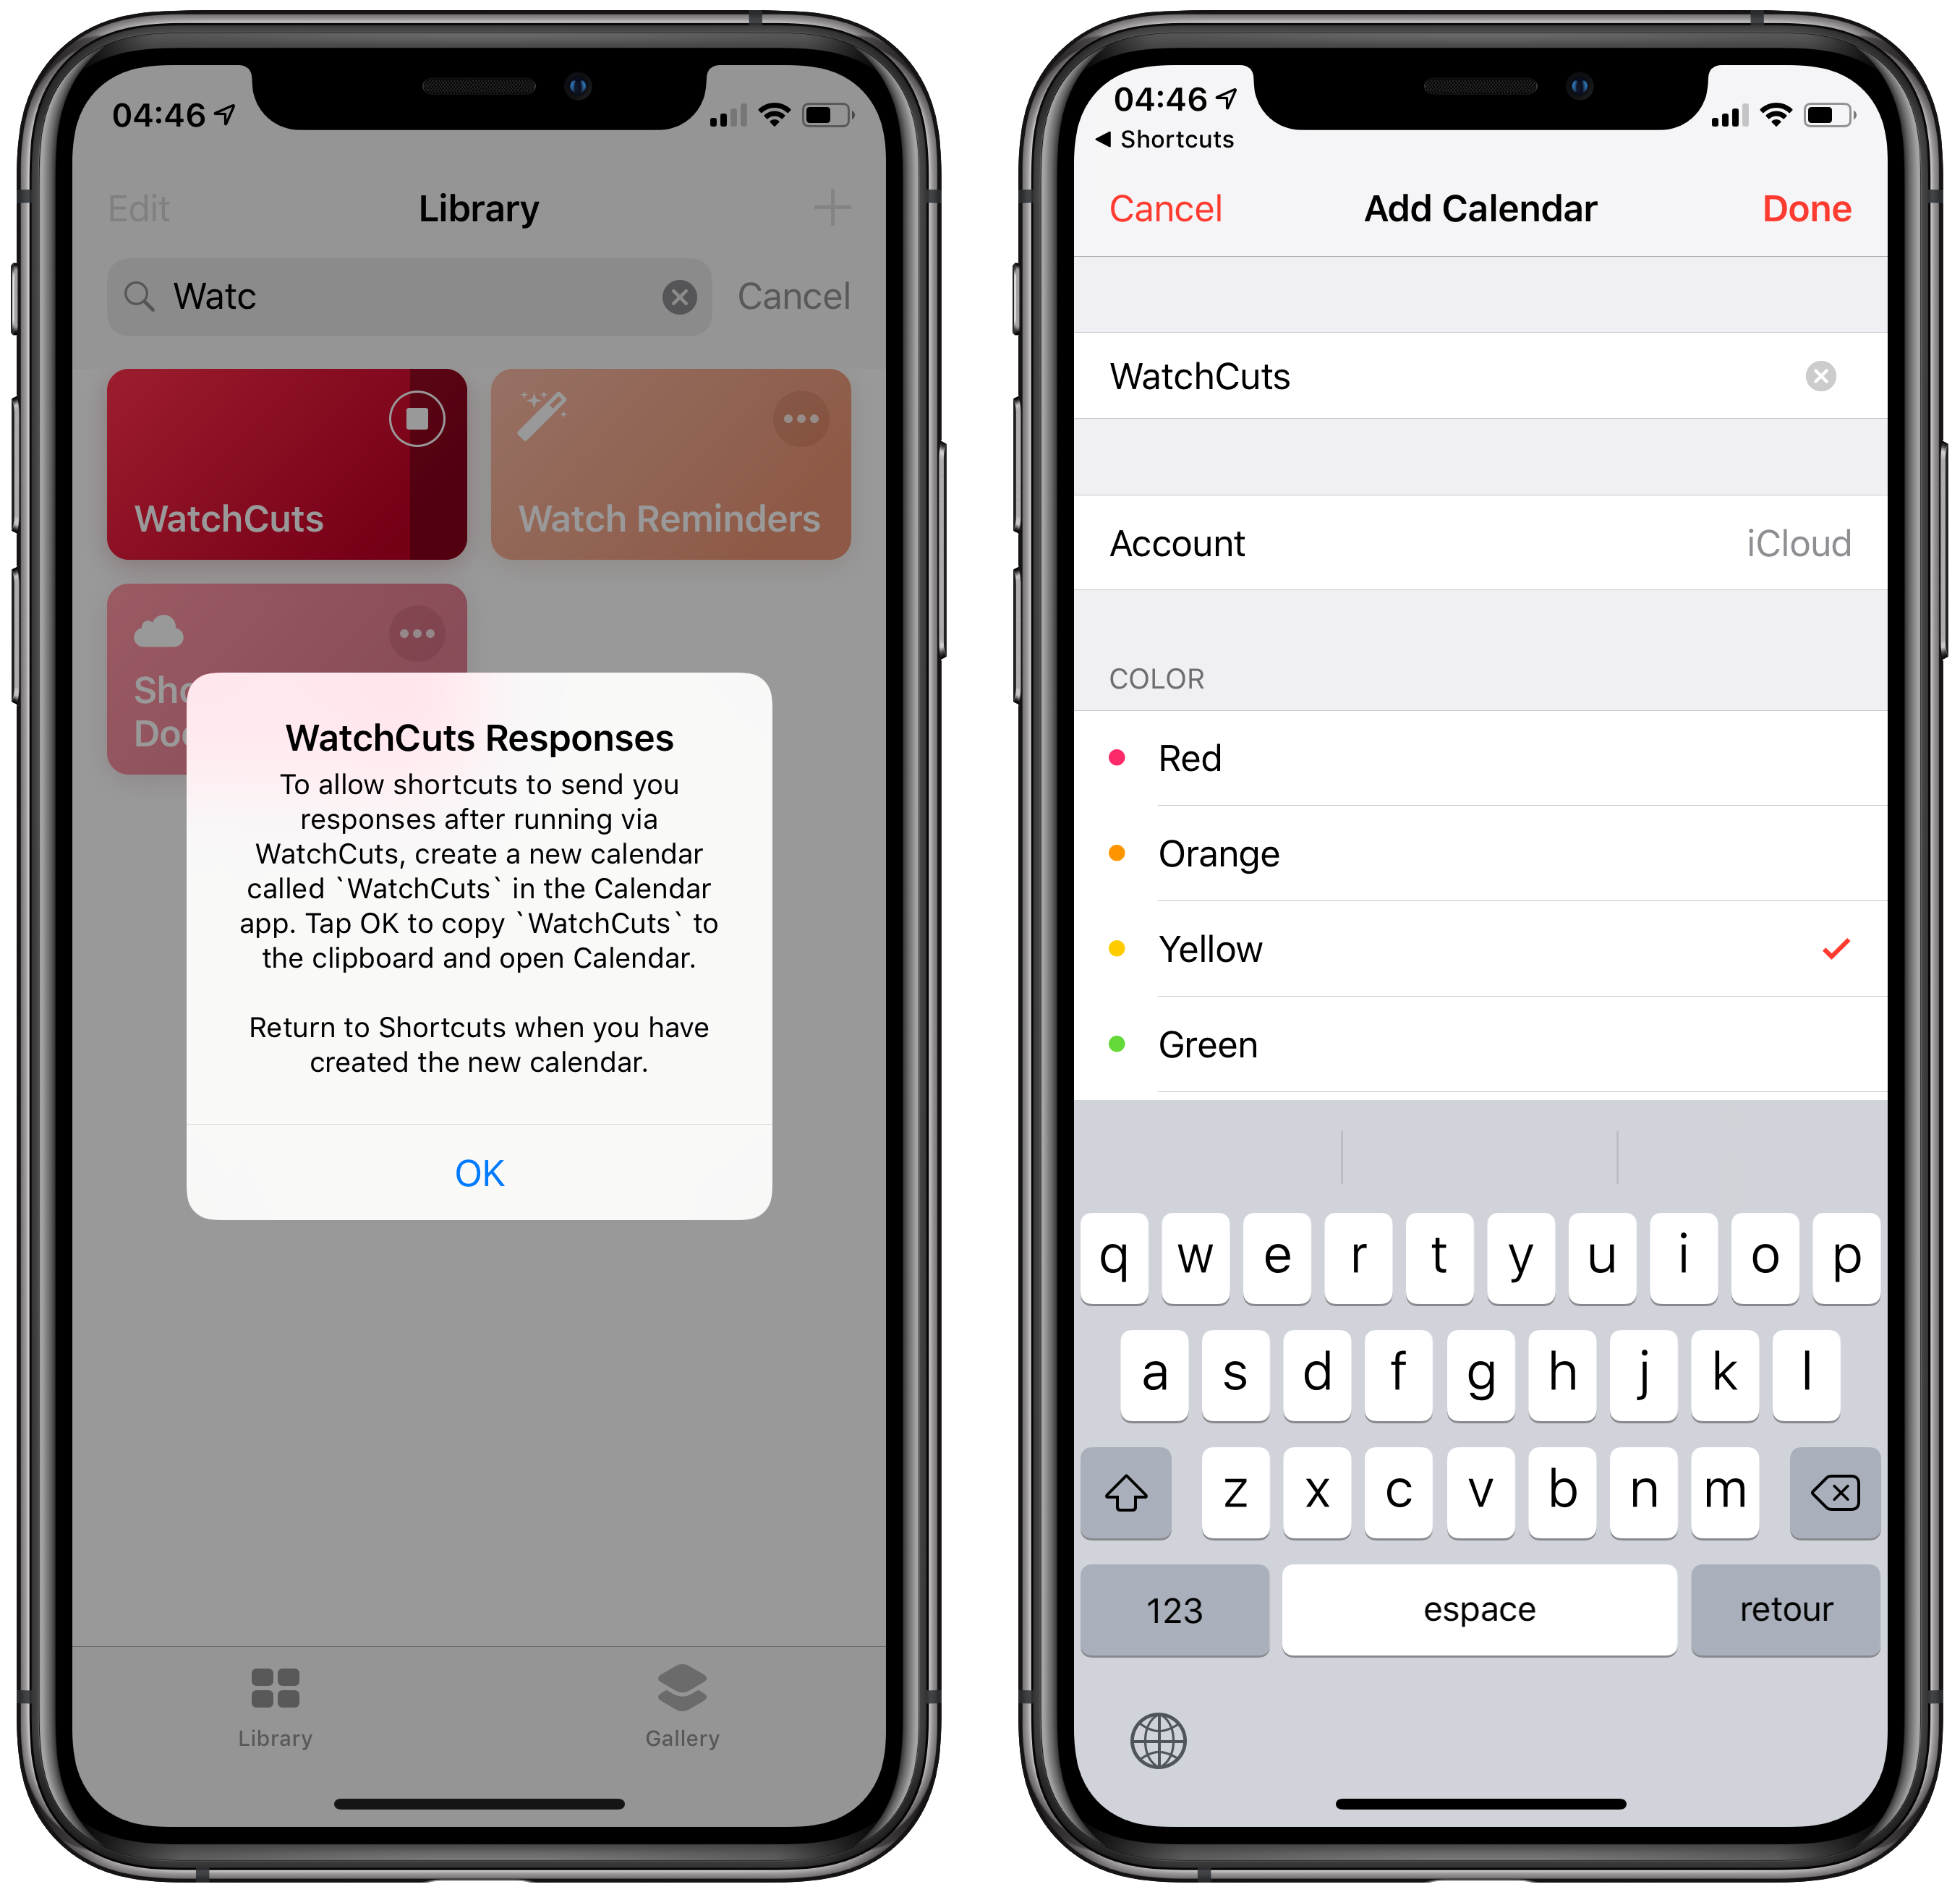 04:46
Edit
Library
Watc
Cancel
WatchCuts
Watch Reminders
WatchCuts Responses
To allow shortcuts to send you
responses after running via
WatchCuts, create a new calendar
called `WatchCuts` in the Calendar
app. Tap OK to copy `WatchCuts` to
the clipboard and open Calendar.
Return to Shortcuts when you have
created the new calendar.
OK
Library
Gallery
04:46
Shortcuts
Cancel
Add Calendar
Done
WatchCuts
Account
iCloud
COLOR
Red
Orange
Yellow
Green
q w e r t y u i o p
a s d f g h j k l
z x c v b n m
123
espace
retour